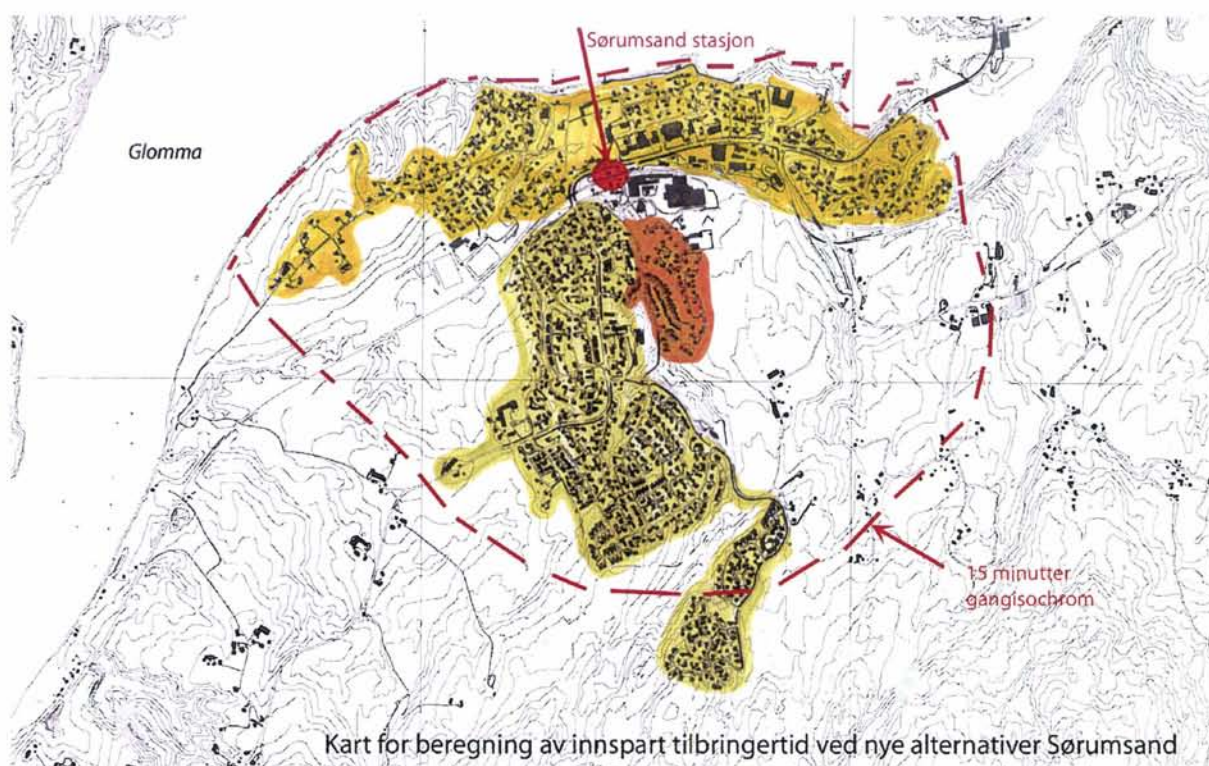 Sørumsand stasjon
Glomma
15 minutter
gangisochrom
Kart for beregning av innspart tilbringertid ved nye alternativer Sørumsand